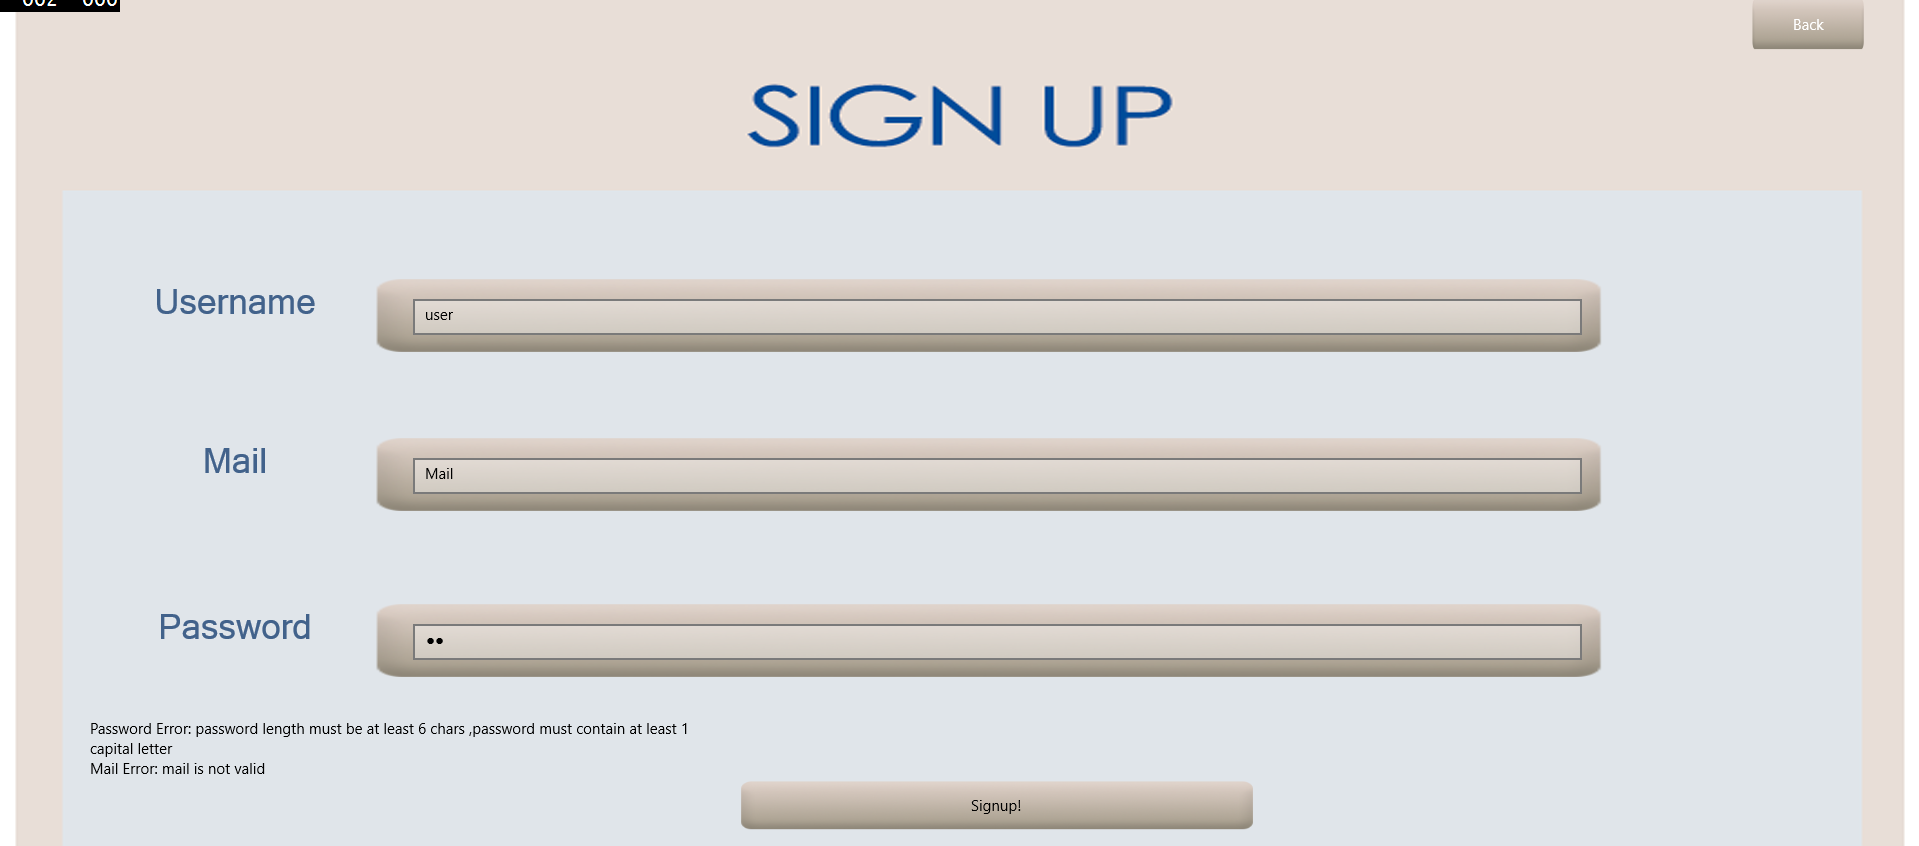 Back
SIGN UP
Username
user
Mail
Mail
Password
••
Password Error: password length must be at least 6 chars ,password must contain at least 1
capital letter
Mail Error: mail is not valid
Signup!